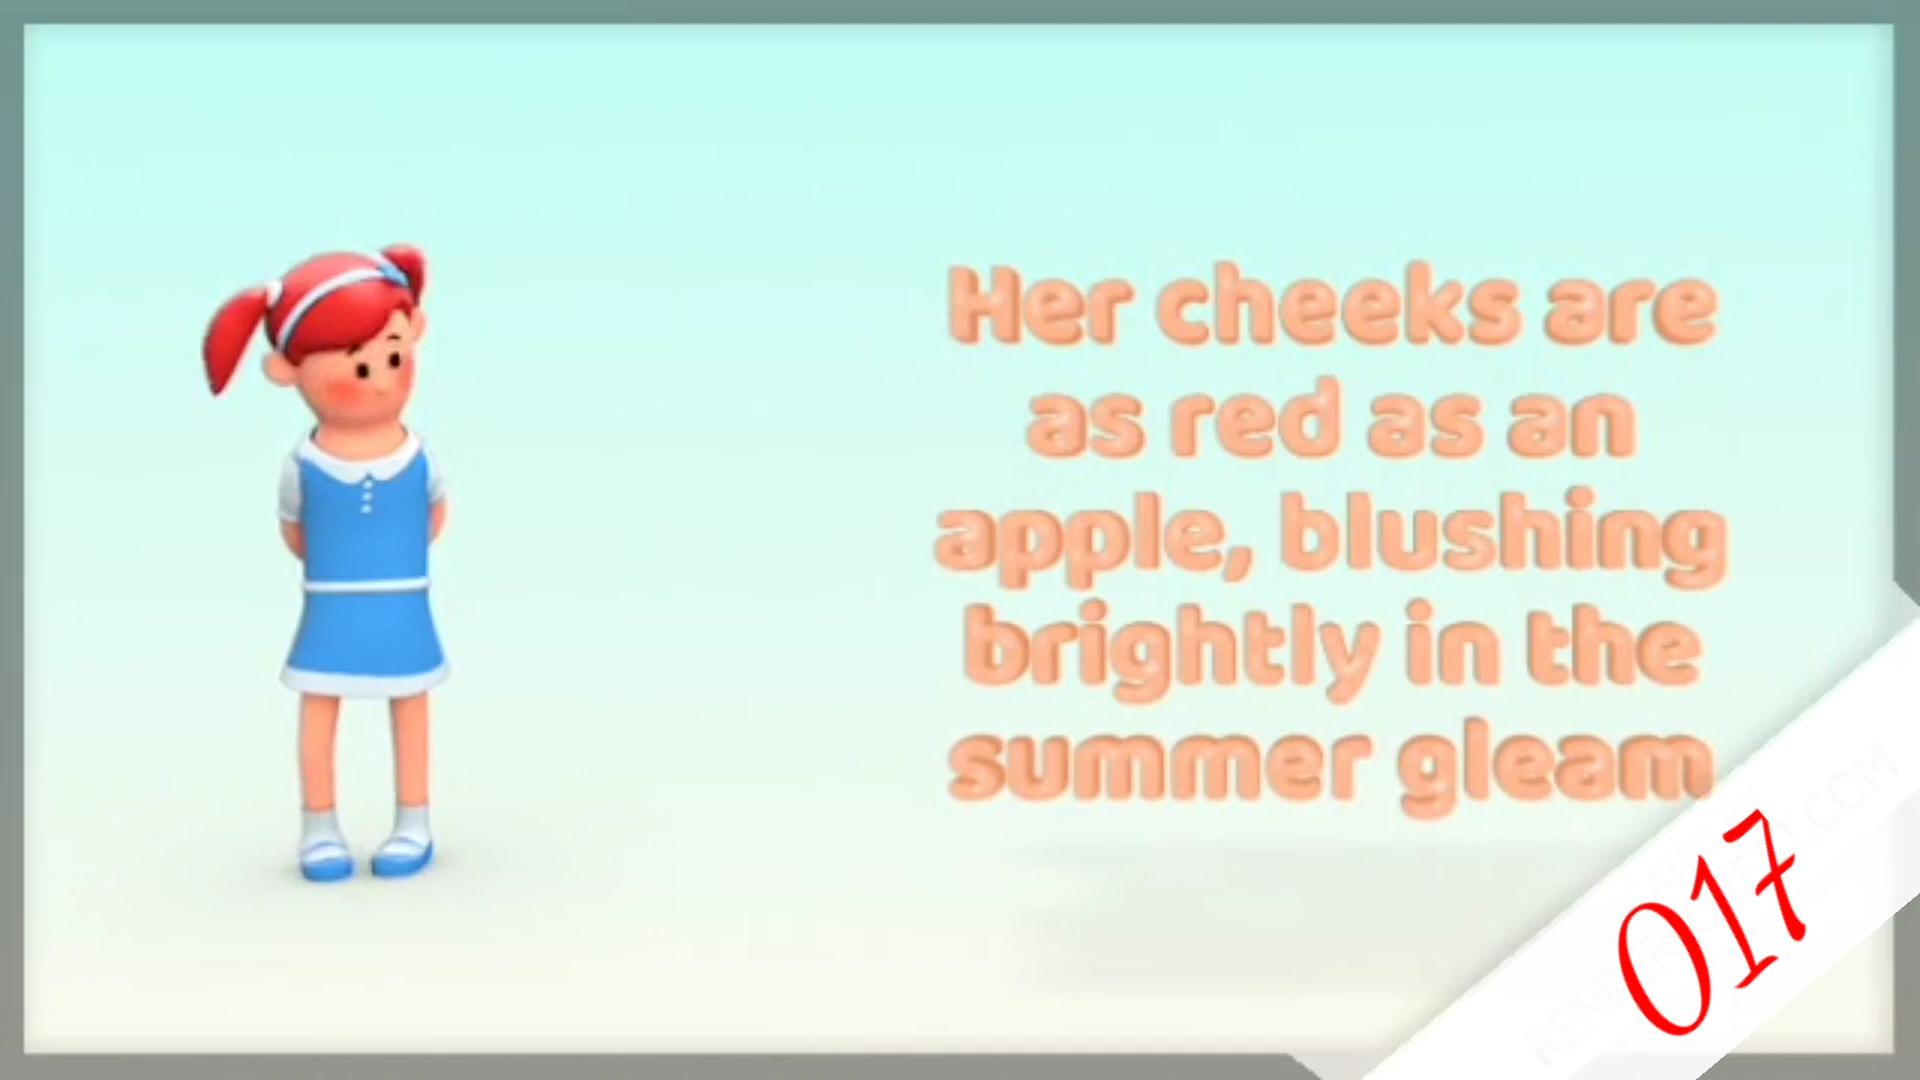 Her cheeks are
as red as an
apple, blushing
brightly in the
summer gleam
017